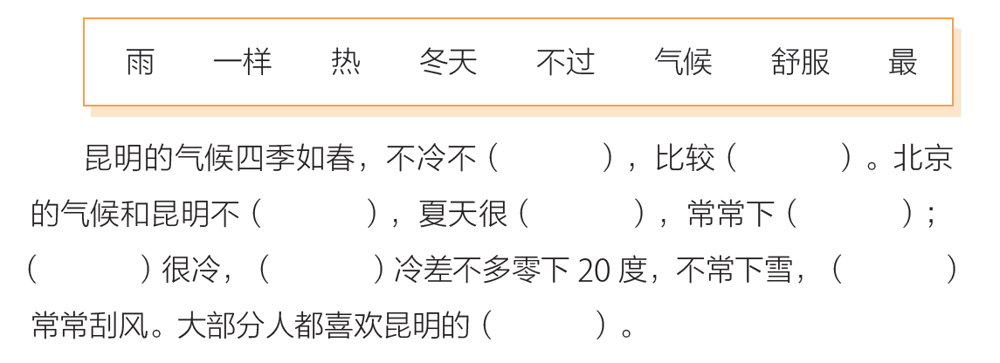 雨 一样 热 冬天 不过 气候 舒服 最
昆明的气候四季如春，不冷不（ ），比较（ ）。北京
的气候和昆明不（ ），夏天很（ ），常常下（ ）；
（ ）很冷，（ ）冷差不多零下 20 度，不常下雪，（ ）
常常刮风。大部分人都喜欢昆明的（ ）。